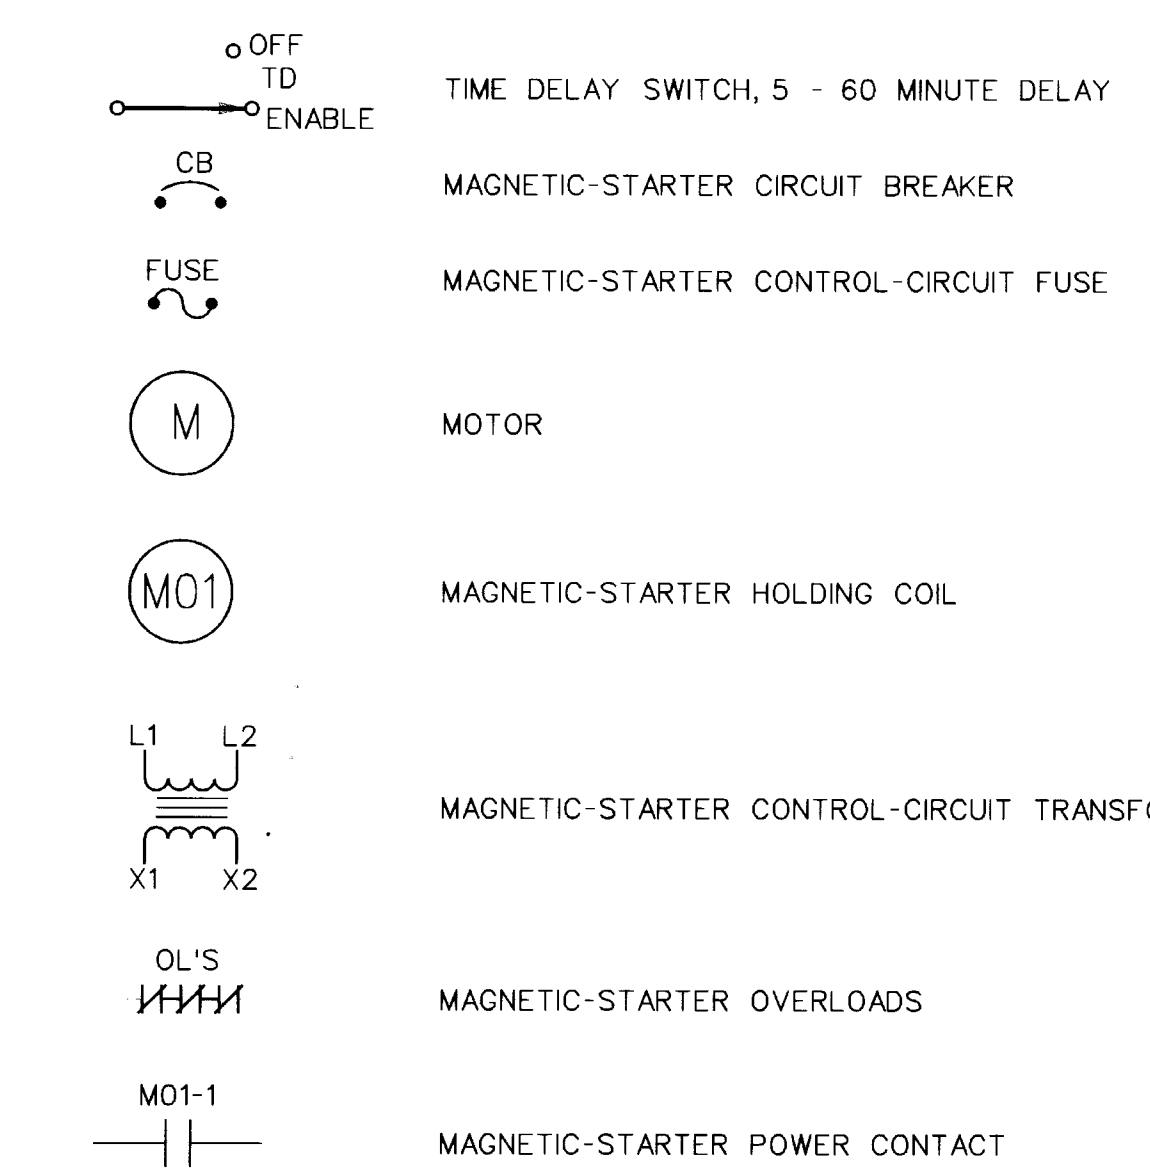 OFF
TD
ENABLE
TIME DELAY SWITCH, 5 - 60 MINUTE DELAY
CB
MAGNETIC-STARTER CIRCUIT BREAKER
FUSE
MAGNETIC-STARTER CONTROL-CIRCUIT FUSE
M
MOTOR
M01
MAGNETIC-STARTER HOLDING COIL
L1 L2
MAGNETIC-STARTER CONTROL-CIRCUIT
X1 X2
OL'S
MAGNETIC-STARTER OVERLOADS
M01-1
MAGNETIC-STARTER POWER CONTACT